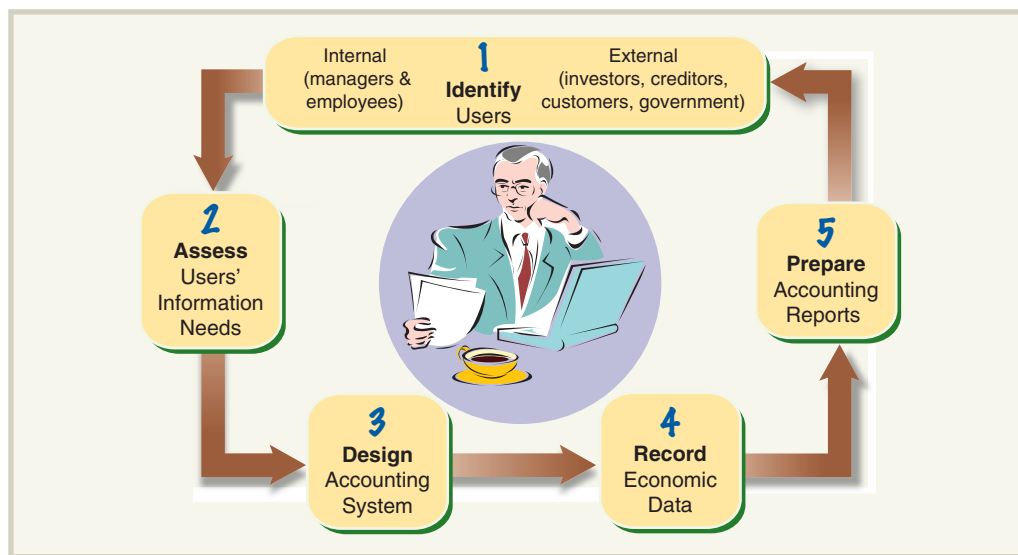 1
Identify
Users
Internal
(managers &
employees)
External
(investors, creditors,
customers, government)
2
Assess
Users’
Information
Needs
3
Design
Accounting
System
4
Record
Economic
Data
5
Prepare
Accounting
Reports